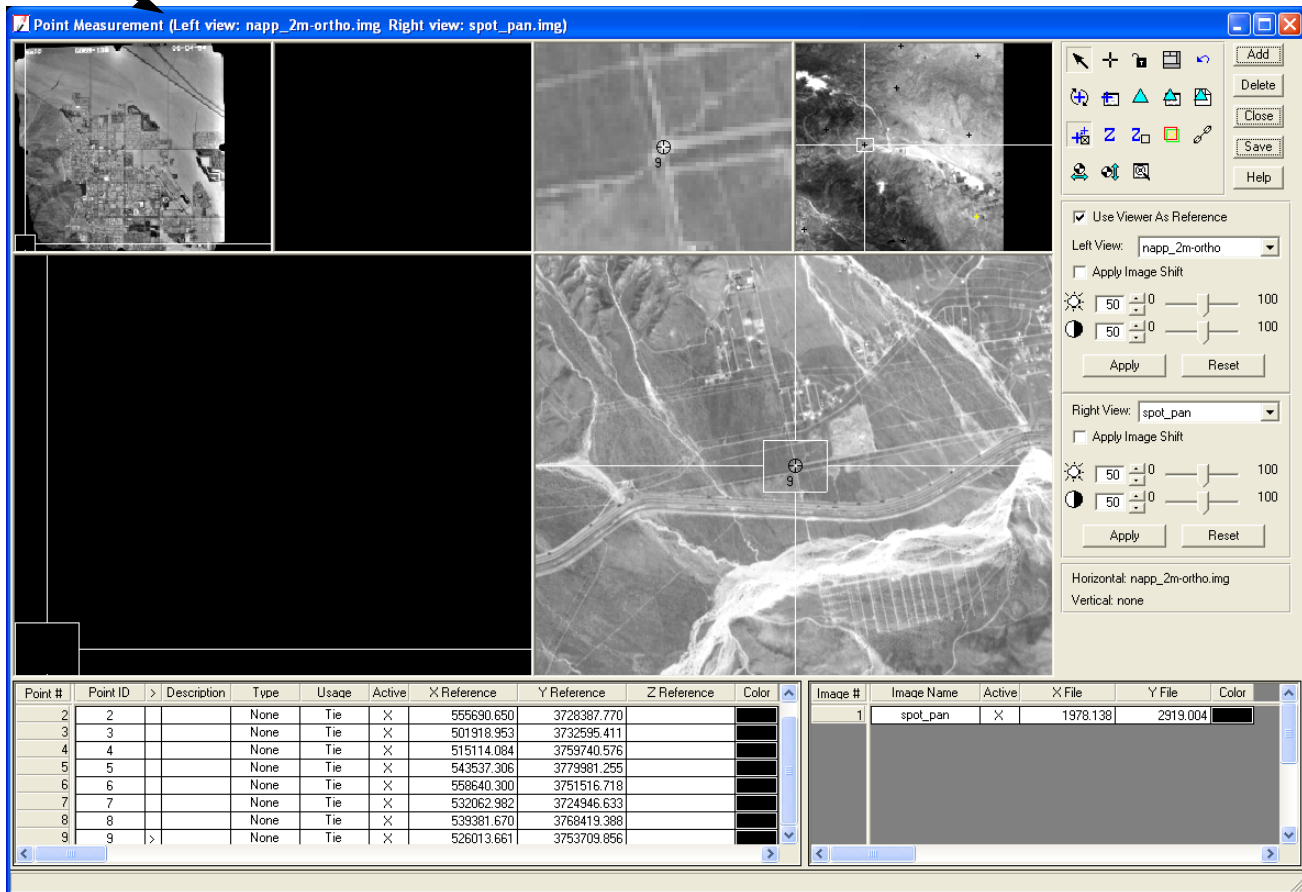 Point Measurement (Left view: napp_2m-ortho.img Right view: spot_pan.img)
Add
Delete
Close
Save
Help
9
Use Viewer As Reference
Left View: napp_2m-ortho
Apply Image Shift
50 0 100
50 0 100
Apply Reset
Right View: spot_pan
Apply Image Shift
50 0 100
50 0 100
Apply Reset
Horizontal: napp_2m-ortho.img
Vertical: none
9
Point # Point ID > Description Type Usage Active X Reference Y Reference Z Reference Color
2 2 None Tie X 555690.650 3728387.770
3 3 None Tie X 501918.953 3732595.411
4 4 None Tie X 515114.084 3759740.576
5 5 None Tie X 543537.306 3779981.255
6 6 None Tie X 558640.300 3751516.718
7 7 None Tie X 532062.982 3724946.633
8 8 None Tie X 539381.670 3768419.388
9 9 > None Tie X 526013.661 3753709.856
Image # Image Name Active X File Y File Color
1 spot_pan X 1978.138 2919.004